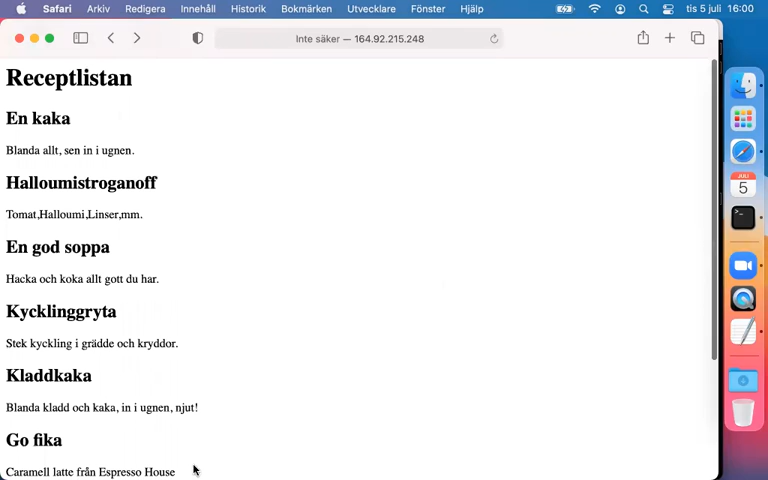 Safari Arkiv Redigera Innehåll Historik Bokmärken Utvecklare Fönster Hjälp tis 5 juli 16:00
Inte säker — 164.92.215.248
Receptlistan
En kaka
Blanda allt, sen in i ugnen.
Halloumistroganoff
Tomat,Halloumi,Linser,mm.
En god soppa
Hacka och koka allt gott du har.
Kycklinggryta
Stek kyckling i grädde och kryddor.
Kladdkaka
Blanda kladd och kaka, in i ugnen, njut!
Go fika
Caramell latte från Espresso House
JULI
5